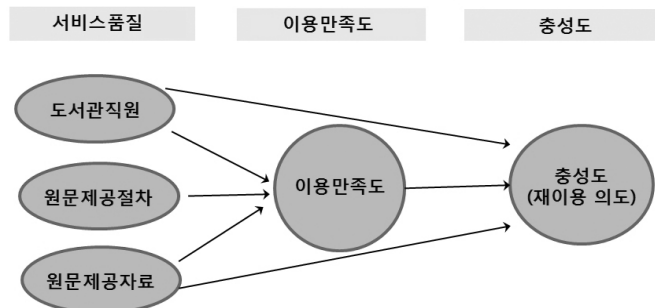 서비스품질
이용만족도
충성도
도서관직원
원문제공절차
원문제공자료
이용만족도
충성도
(재이용 의도)